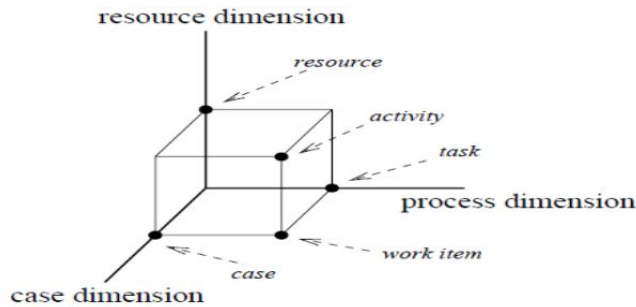 resource dimension
resource
activity
task
process dimension
work item
case
case dimension